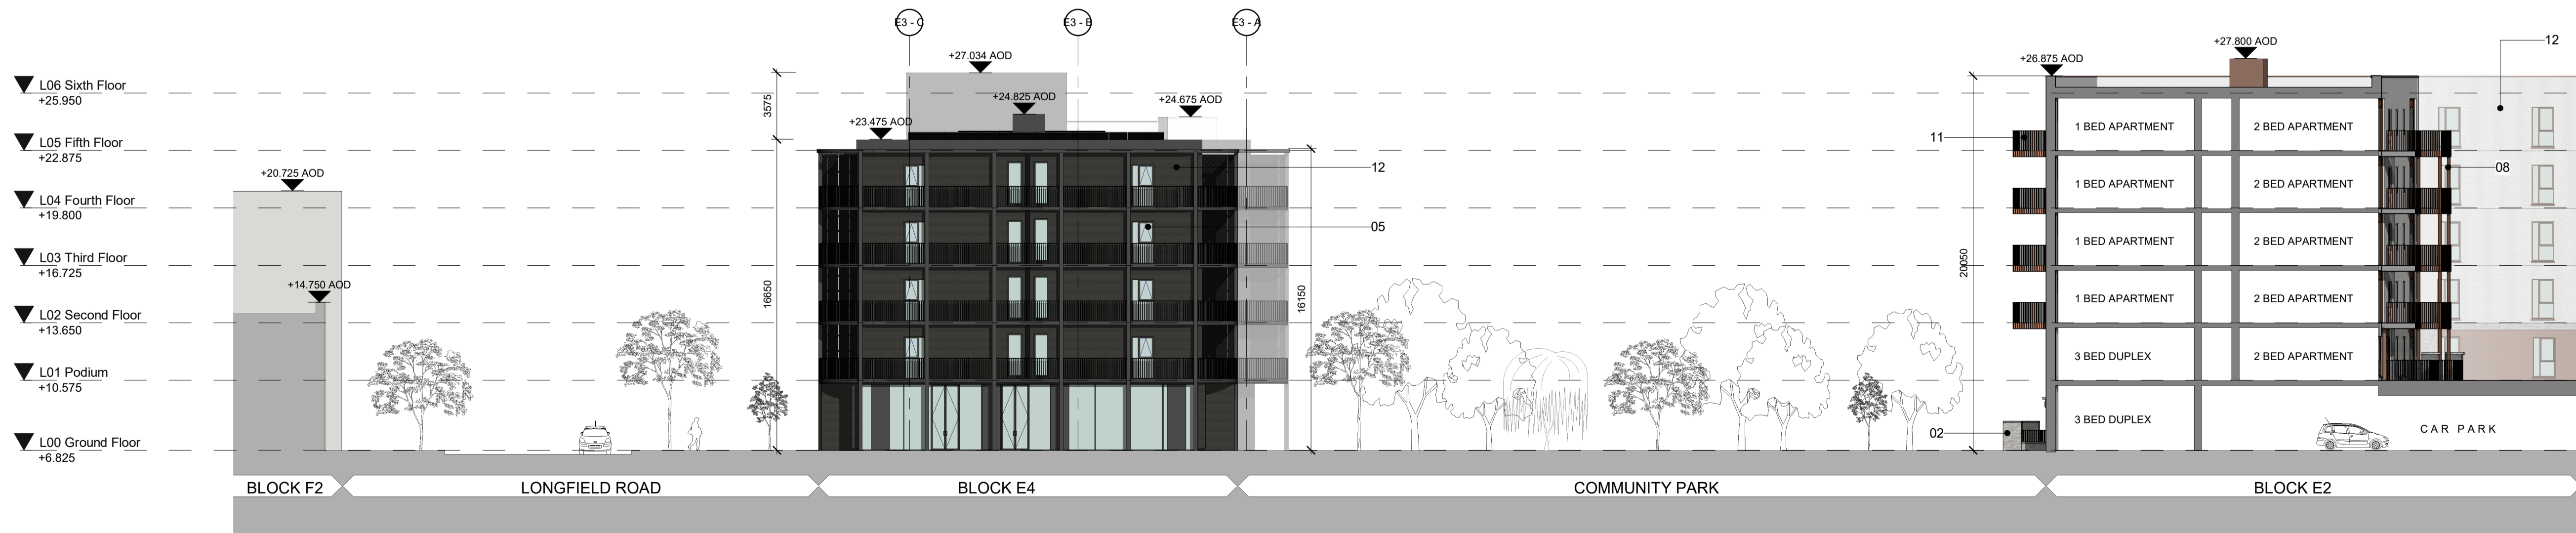 E3 - C
E3 - B
E3 - A
+27.034 AOD
+24.825 AOD
+24.675 AOD
+23.475 AOD
+26.875 AOD
+27.800 AOD
12
L06 Sixth Floor
+25.950
3575
L05 Fifth Floor
+22.875
11
1 BED APARTMENT
2 BED APARTMENT
+20.725 AOD
12
08
L04 Fourth Floor
+19.800
1 BED APARTMENT
2 BED APARTMENT
05
L03 Third Floor
+16.725
1 BED APARTMENT
2 BED APARTMENT
20050
+14.750 AOD
16650
16150
L02 Second Floor
+13.650
1 BED APARTMENT
2 BED APARTMENT
L01 Podium
+10.575
3 BED DUPLEX
2 BED APARTMENT
L00 Ground Floor
+6.825
02
3 BED DUPLEX
CAR PARK
BLOCK F2
LONGFIELD ROAD
BLOCK E4
COMMUNITY PARK
BLOCK E2